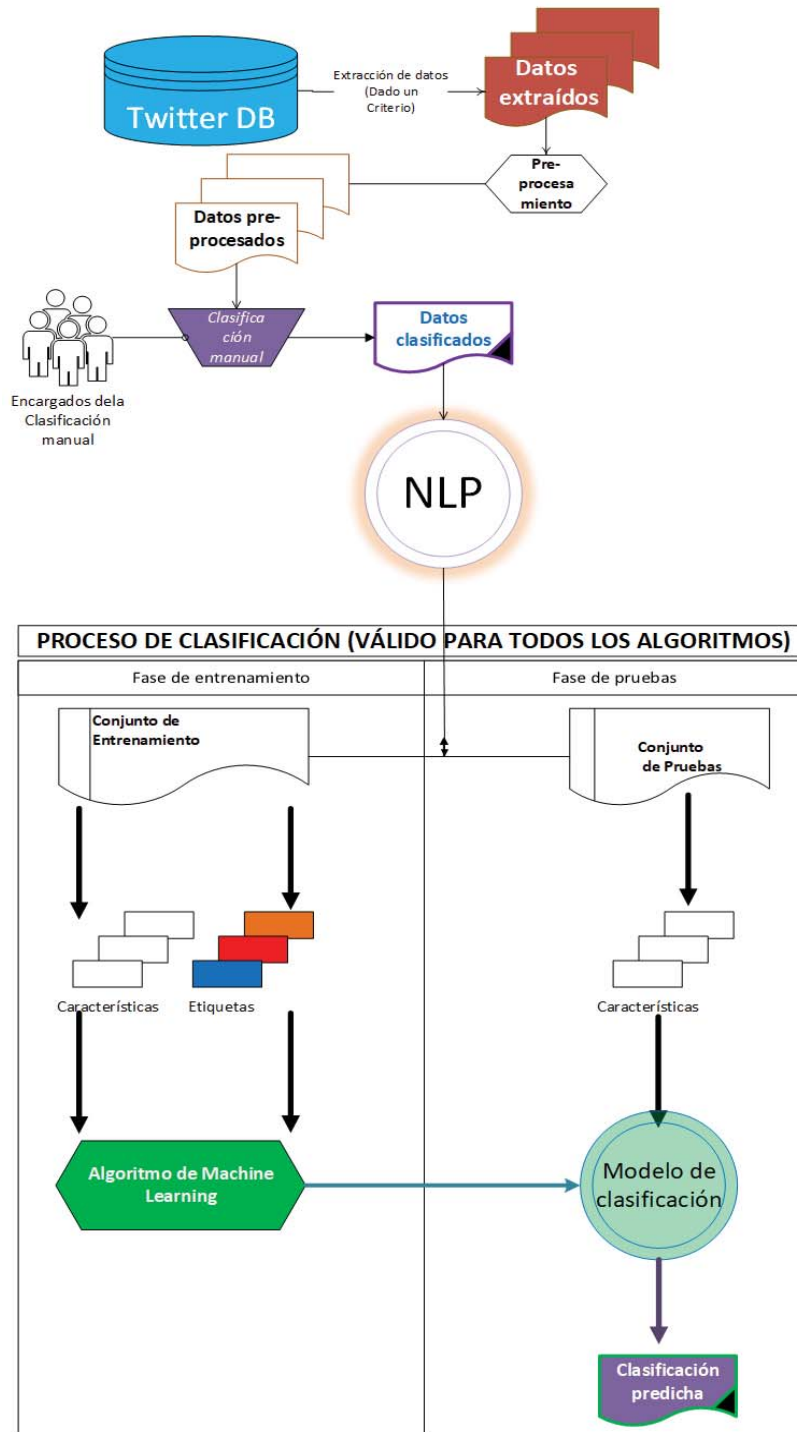 Twitter DB
Extracción de datos
(Dado un
Criterio)
Datos
extraídos
Pre-
procesa
miento
Datos pre-
procesados
Clasifica
ción
manual
Datos
clasificados
Encargados dela
Clasificación
manual
NLP
PROCESO DE CLASIFICACIÓN (VÁLIDO PARA TODOS LOS ALGORITMOS)
Fase de entrenamiento
Fase de pruebas
Conjunto de
Entrenamiento
Conjunto
de Pruebas
Características
Etiquetas
Características
Algoritmo de Machine
Learning
Modelo de
clasificación
Clasificación
predicha